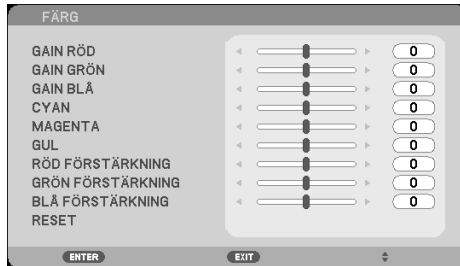 FÄRG
GAIN RÖD 0
GAIN GRÖN 0
GAIN BLÅ 0
CYAN 0
MAGENTA 0
GUL 0
RÖD FÖRSTÄRKNING 0
GRÖN FÖRSTÄRKNING 0
BLÅ FÖRSTÄRKNING 0
RESET
ENTER EXIT